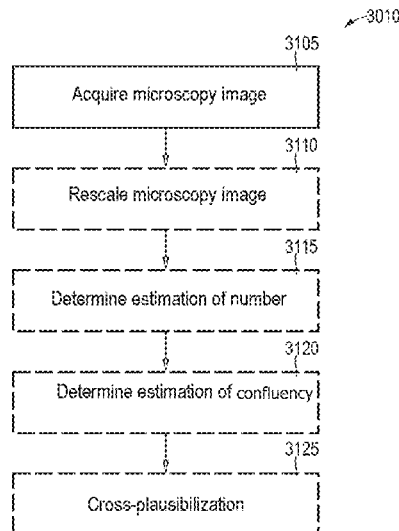 3010
3105
Acquire microscopy image
3110
Rescale microscopy image
3115
Determine estimation of number
3120
Determine estimation of confluency
3125
Cross-plausibilization